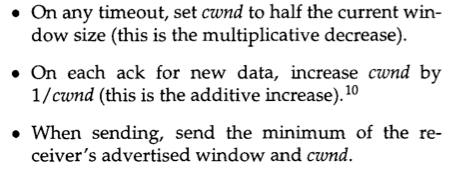 • On any timeout, set cwnd to half the current win-
dow size (this is the multiplicative decrease).
• On each ack for new data, increase cwnd by
1/cwnd (this is the additive increase).10
• When sending, send the minimum of the re-
ceiver's advertised window and cwnd.